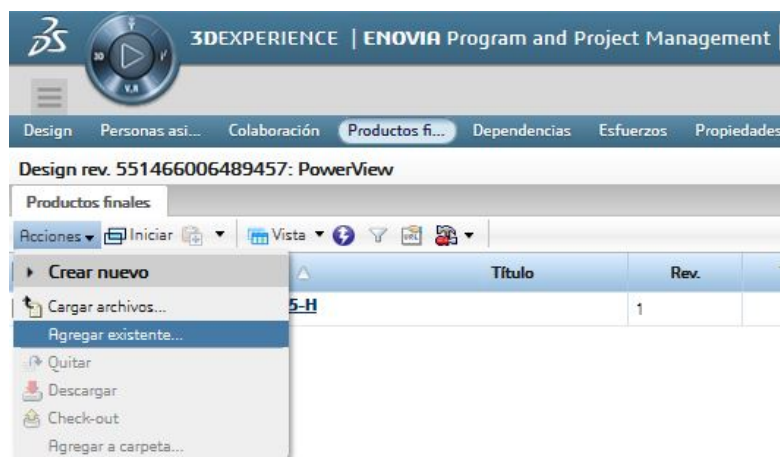 3DEXPERIENCE | ENOVIA Program and Project Management
3D
V.R
Design Personas asi... Colaboración Productos fi... Dependencias Esfuerzos Propiedades
Design rev. 551466006489457: PowerView
Productos finales
Acciones Iniciar Vista
Crear nuevo Título Rev.
Cargar archivos... 5-H 1
Agregar existente...
Quitar
Descargar
Check-out
Agregar a carpeta...